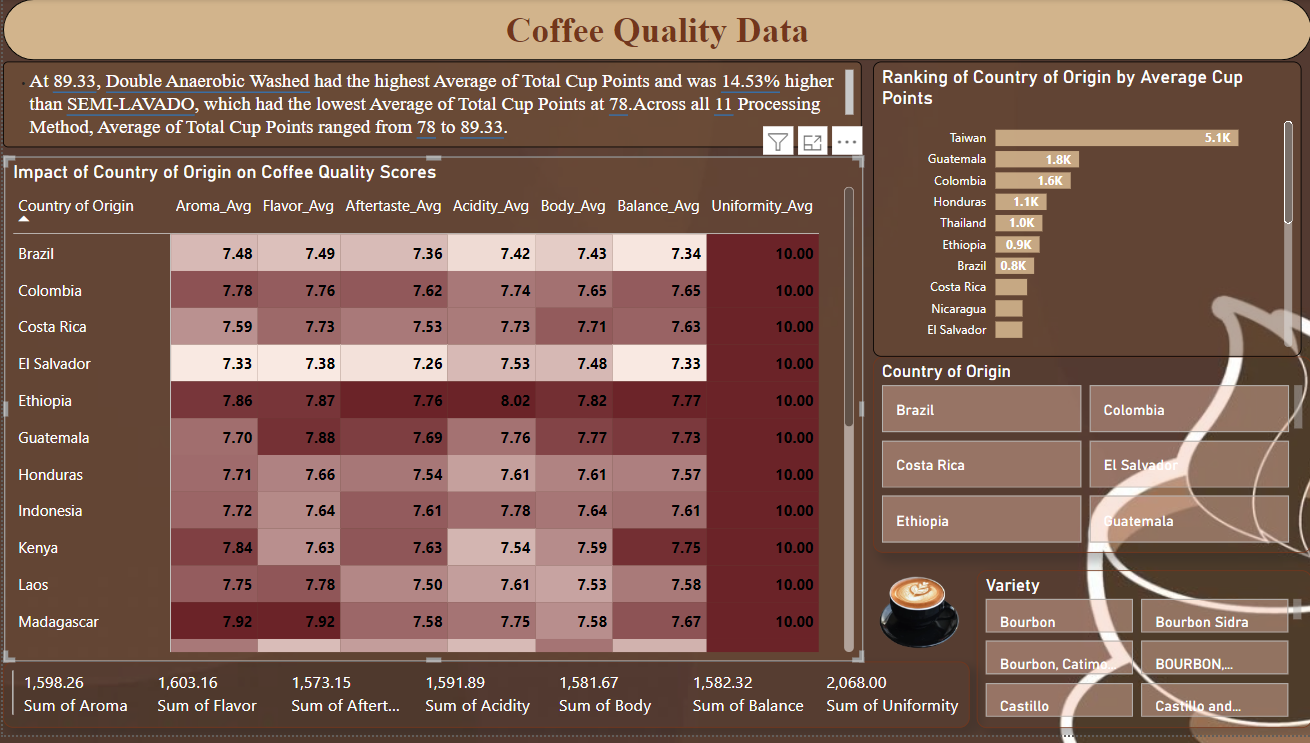 Coffee Quality Data
At 89.33, Double Anaerobic Washed had the highest Average of Total Cup Points and was 14.53% higher
than SEMI-LAVADO, which had the lowest Average of Total Cup Points at 78.Across all 11 Processing
Method, Average of Total Cup Points ranged from 78 to 89.33.
Impact of Country of Origin on Coffee Quality Scores
Country of Origin Aroma_Avg Flavor_Avg Aftertaste_Avg Acidity_Avg Body_Avg Balance_Avg Uniformity_Avg
Brazil 7.48 7.49 7.36 7.42 7.43 7.34 10.00
Colombia 7.78 7.76 7.62 7.74 7.65 7.65 10.00
Costa Rica 7.59 7.73 7.53 7.73 7.71 7.63 10.00
El Salvador 7.33 7.38 7.26 7.53 7.48 7.33 10.00
Ethiopia 7.86 7.87 7.76 8.02 7.82 7.77 10.00
Guatemala 7.70 7.88 7.69 7.76 7.77 7.73 10.00
Honduras 7.71 7.66 7.54 7.61 7.61 7.57 10.00
Indonesia 7.72 7.64 7.61 7.78 7.64 7.61 10.00
Kenya 7.84 7.63 7.63 7.54 7.59 7.75 10.00
Laos 7.75 7.78 7.50 7.61 7.53 7.58 10.00
Madagascar 7.92 7.92 7.58 7.75 7.58 7.67 10.00
1,598.26 1,603.16 1,573.15 1,591.89 1,581.67 1,582.32 2,068.00
Sum of Aroma Sum of Flavor Sum of Aftert... Sum of Acidity Sum of Body Sum of Balance Sum of Uniformity
Ranking of Country of Origin by Average Cup
Points
Taiwan 5.1K
Guatemala 1.8K
Colombia 1.6K
Honduras 1.1K
Thailand 1.0K
Ethiopia 0.9K
Brazil 0.8K
Costa Rica
Nicaragua
El Salvador
Country of Origin
Brazil Colombia
Costa Rica El Salvador
Ethiopia Guatemala
Variety
Bourbon Bourbon Sidra
Bourbon, Catimo... BOURBON,...
Castillo Castillo and...